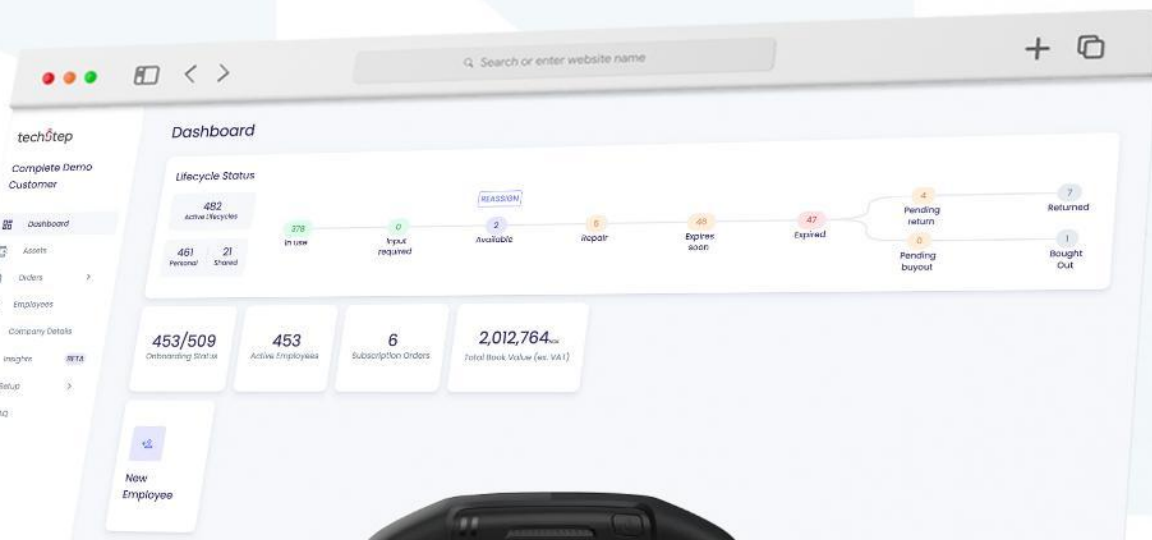 Search or enter website name
techstep
Complete Demo
Customer
Dashboard
Assets
Orders
Employees
Company Details
Insights BETA
Setup
Dashboard
Lifecycle Status
482
Active Lifecycles
461 21
Personal Shared
378
In use
0
Input
required
REASSIGN
2
Available
6
Repair
48
Expires
soon
47
Expired
4
Pending
return
0
Pending
buyout
7
Returned
1
Bought
Out
453/509
Onboarding Status
453
Active Employees
6
Subscription Orders
2,012,764
Total Book Value (ex. VAT)
New
Employee